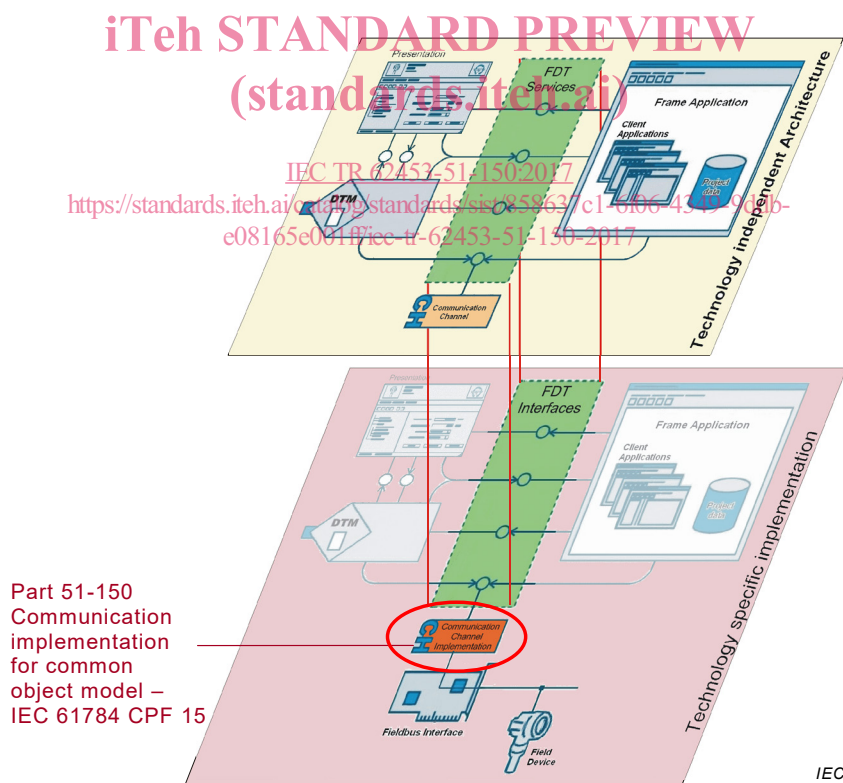 iTeh STANDARD PREVIEW
(standards.iteh.ai)
IEC TR 62453-51-150:2017
https://standards.iteh.ai/catalog/standards/sist/858637c1-6f06-4549-9ddb-
e08165e001ff/iec-tr-62453-51-150-2017
Presentation
FDT
Services
Frame Application
Client
Applications
Project
data
DTM
CH
Communication
Channel
Technology independent Architecture
Presentation
FDT
Interfaces
Frame Application
Client
Applications
Project
data
DTM
CH
Communication
Channel
Implementation
Fieldbus Interface
Field
Device
Technology specific implementation
Part 51-150
Communication
implementation
for common
object model –
IEC 61784 CPF 15
IEC